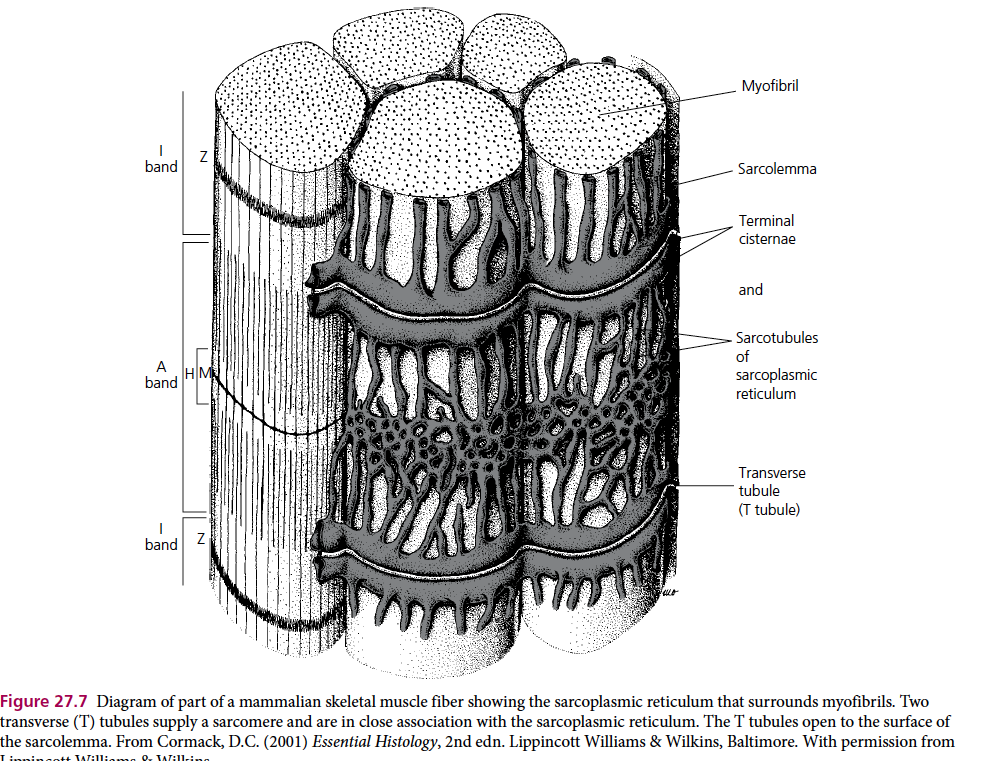 Myofibril
I
band
Z
Sarcolemma
Terminal
cisternae
and
A
band
H
M
Sarcotubules
of
sarcoplasmic
reticulum
Transverse
tubule
(T tubule)
I
band
Z
Figure 27.7 Diagram of part of a mammalian skeletal muscle fiber showing the sarcoplasmic reticulum that surrounds myofibrils. Two
transverse (T) tubules supply a sarcomere and are in close association with the sarcoplasmic reticulum. The T tubules open to the surface of
the sarcolemma. From Cormack, D.C. (2001) Essential Histology, 2nd edn. Lippincott Williams & Wilkins, Baltimore. With permission from
Lippincott Williams & Wilkins